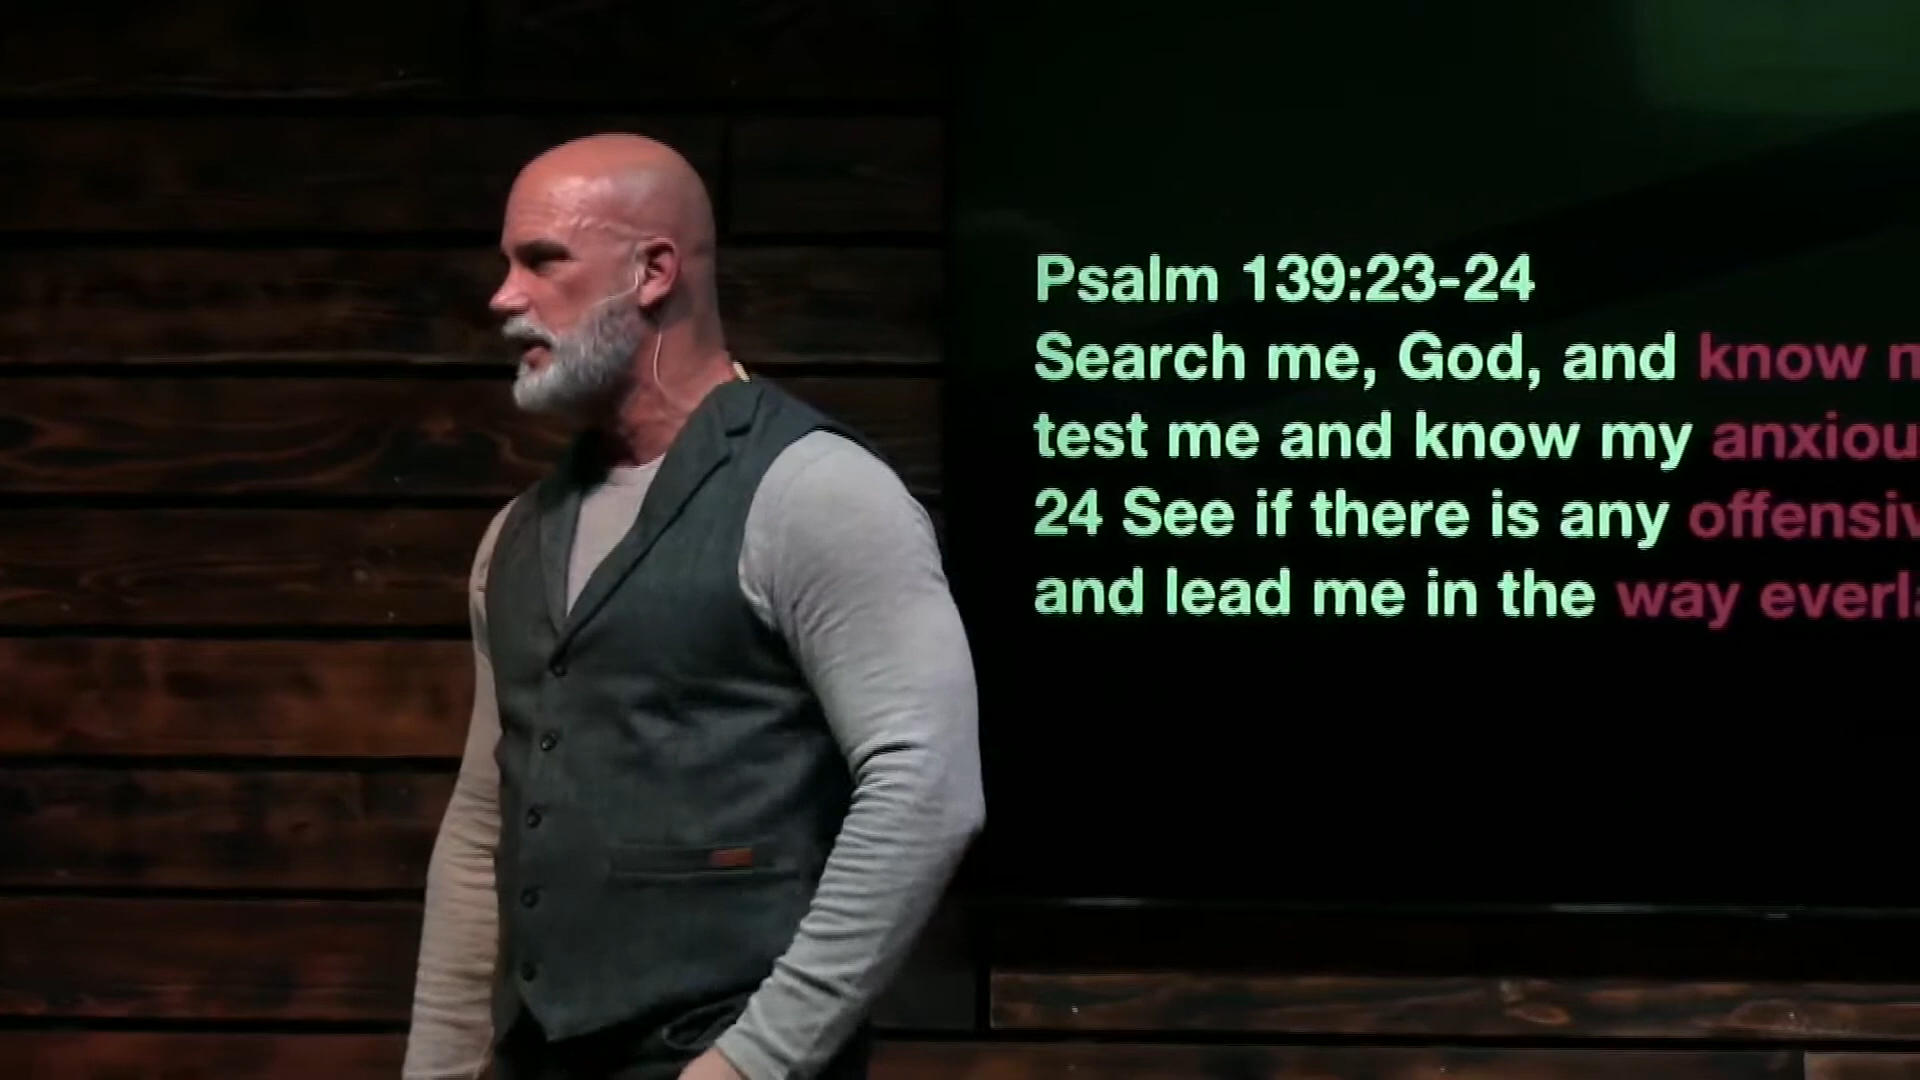 Psalm 139:23-24
Search me, God, and know
test me and know my
24 See if there is any
and lead me in the way